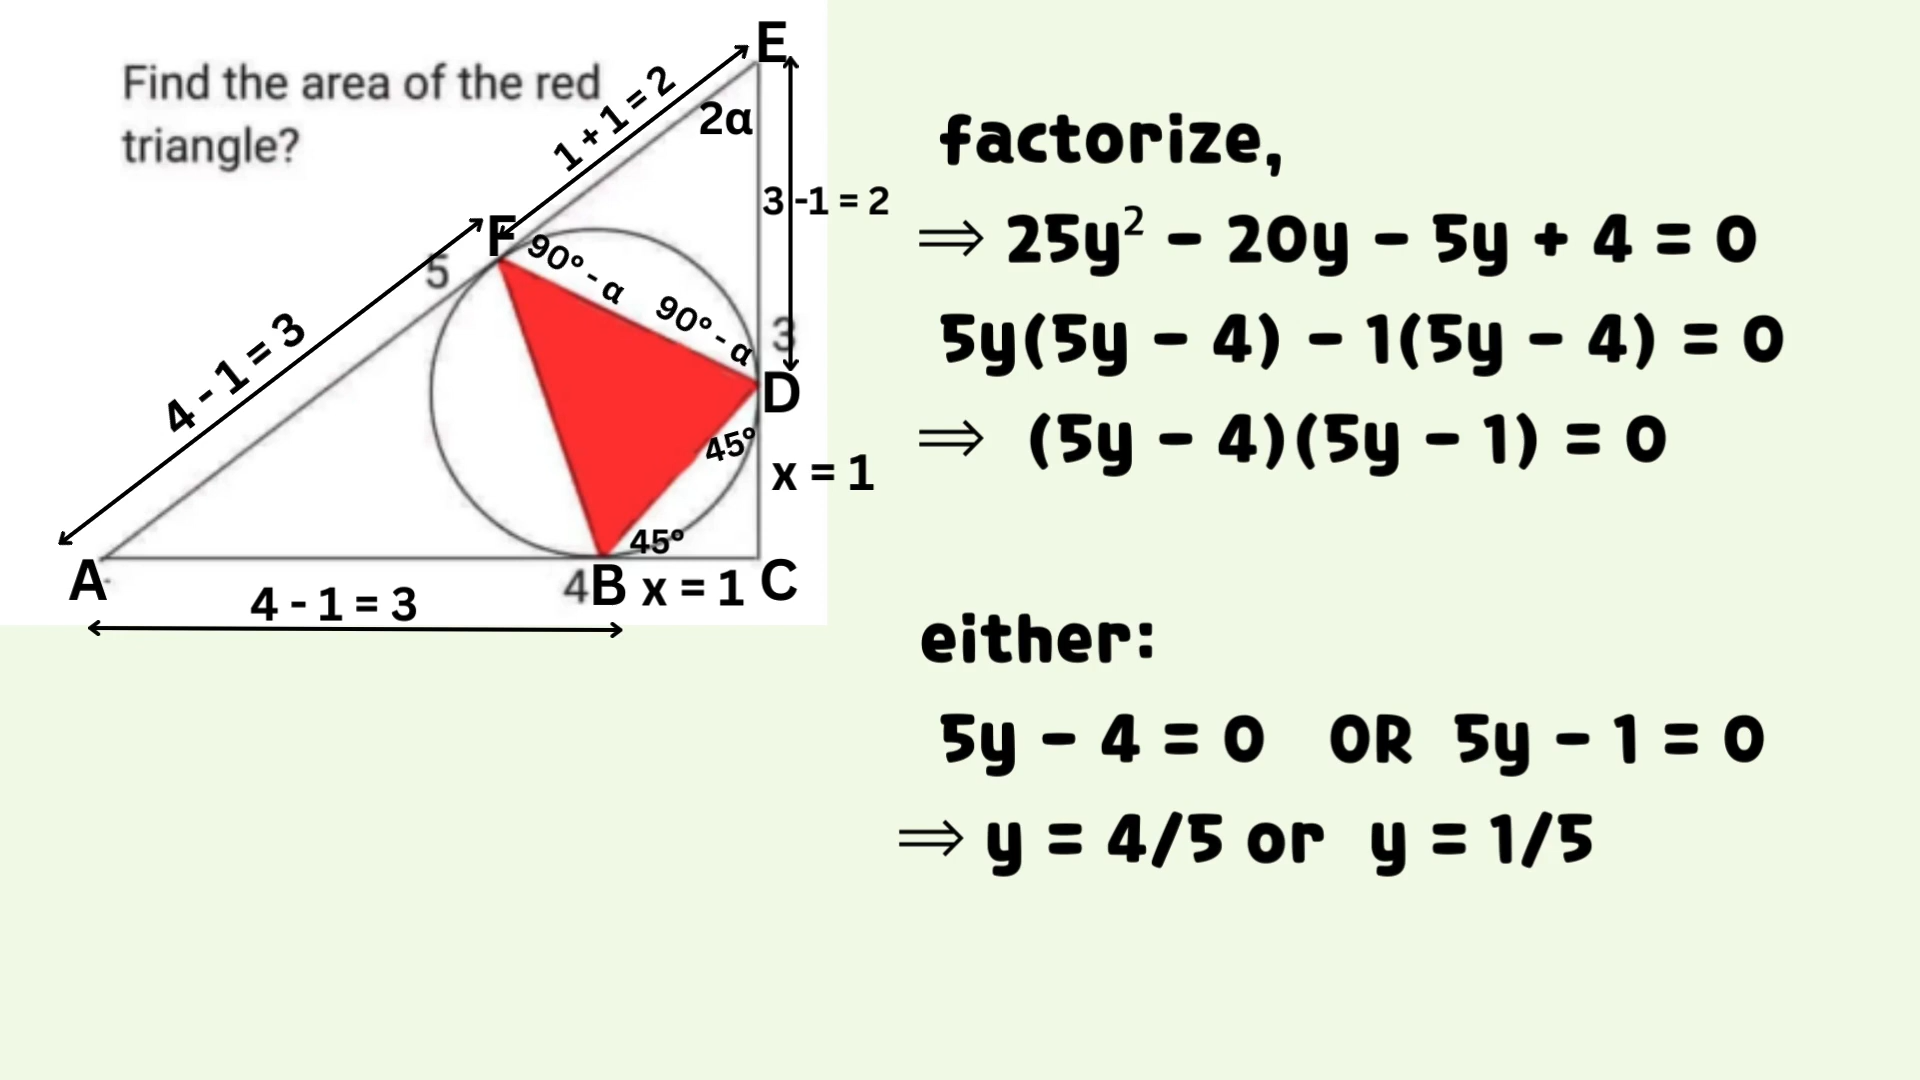 Find the area of the red
triangle?
E
1 + 1 = 2
2α
3 -1 = 2
F
90° - α
90° - α
5
4 - 1 = 3
3
D
45°
x = 1
45°
A
4
B
x = 1
C
4 - 1 = 3
factorize,
⟹ 25y² - 20y - 5y + 4 = 0
5y(5y - 4) - 1(5y - 4) = 0
⟹ (5y - 4)(5y - 1) = 0
either:
5y - 4 = 0 OR 5y - 1 = 0
⟹ y = 4/5 or y = 1/5